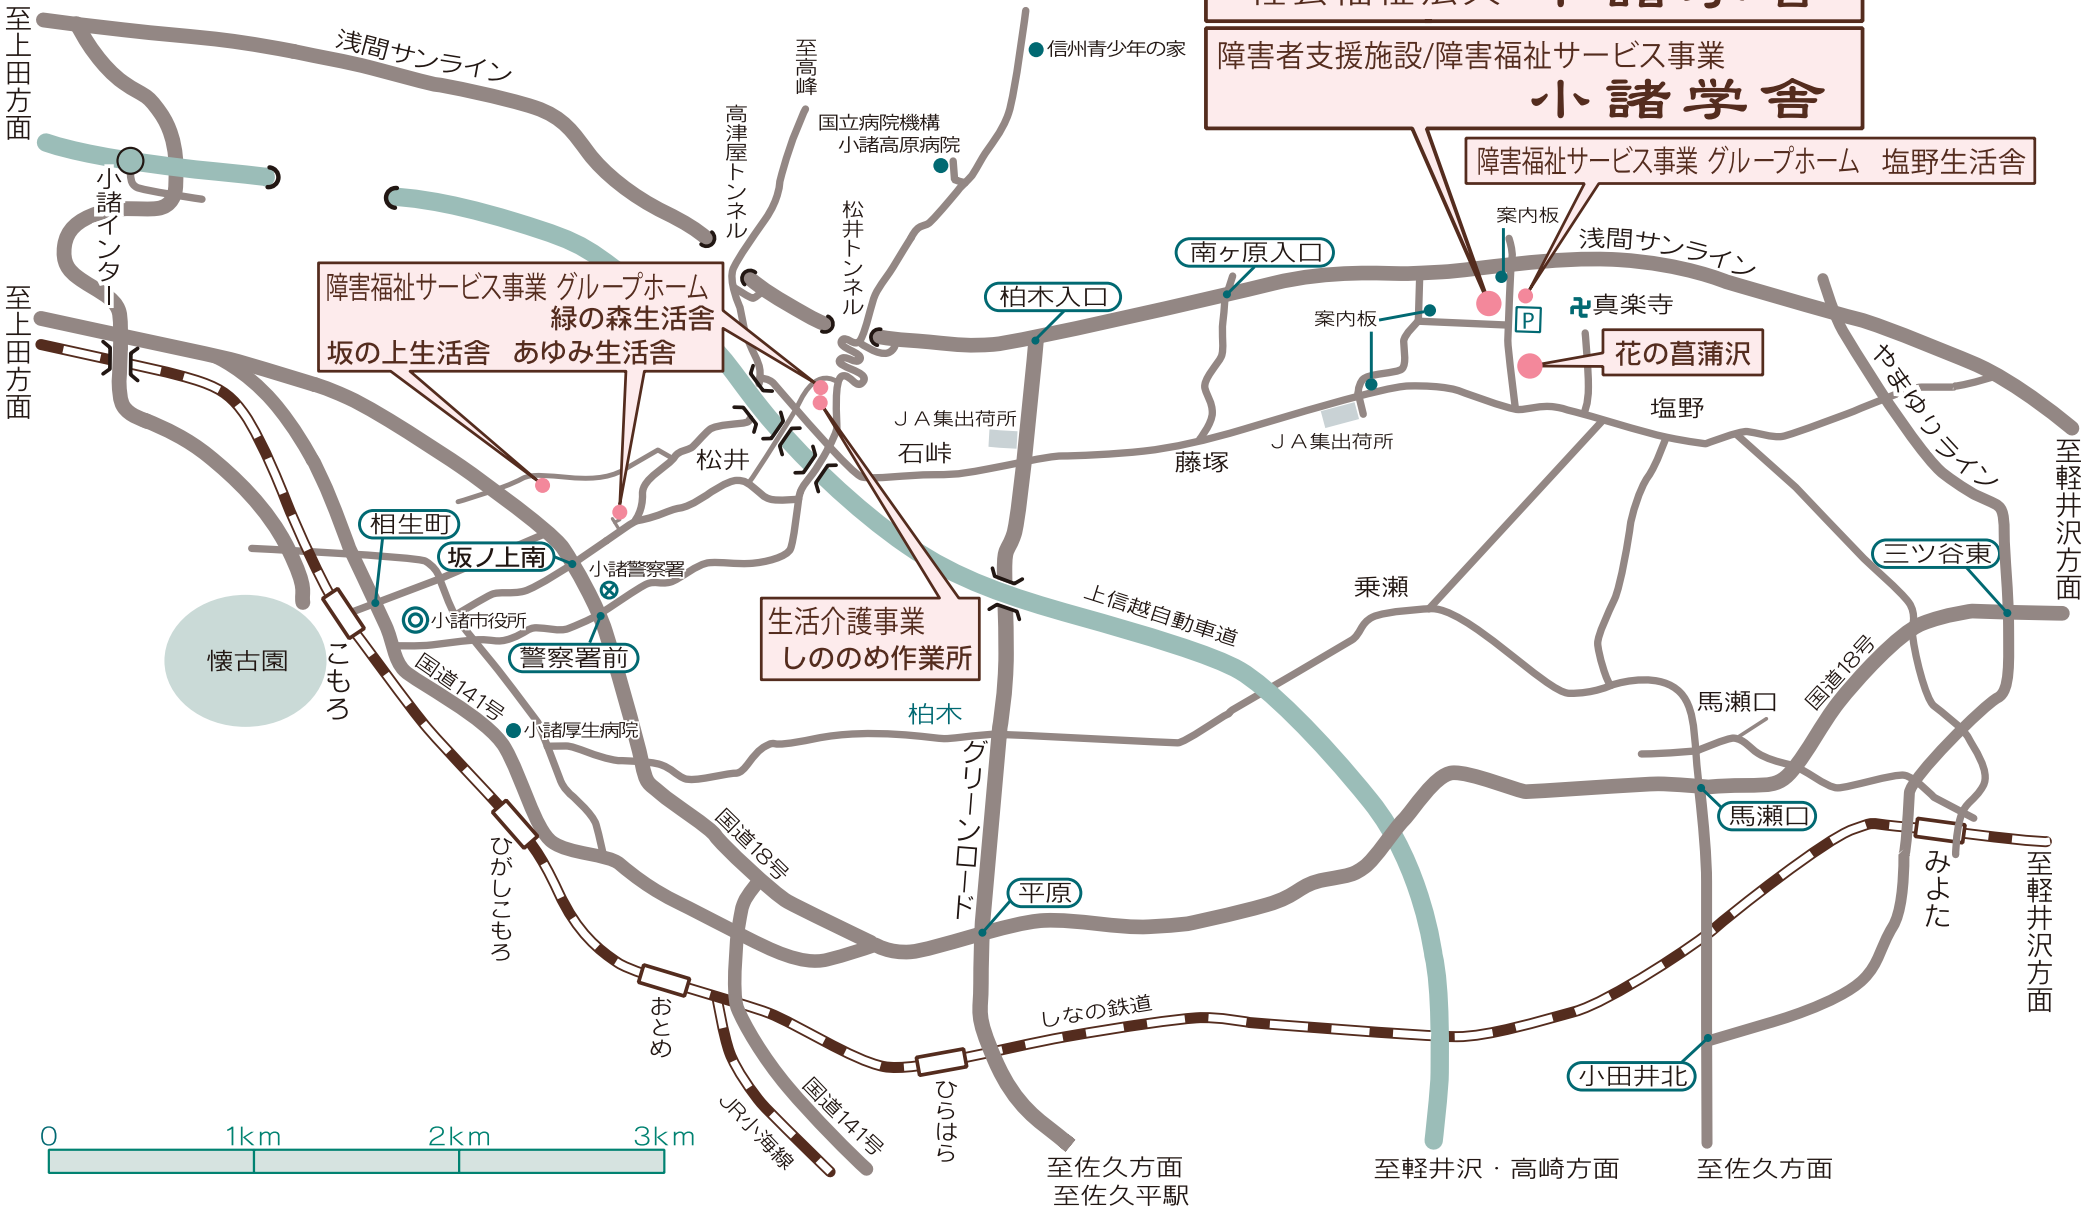 至上田方面
浅間サンライン
至高峰
信州青少年の家
社会福祉法人 小諸学舎
障害者支援施設/障害福祉サービス事業
小諸学舎
高津屋トンネル
国立病院機構
小諸高原病院
障害福祉サービス事業 グループホーム 塩野生活舎
小諸インター
松井トンネル
案内板
南ヶ原入口
浅間サンライン
柏木入口
案内板
P
卍真楽寺
障害福祉サービス事業 グループホーム
緑の森生活舎
坂の上生活舎 あゆみ生活舎
花の菖蒲沢
至上田方面
やまゆりライン
塩野
JA集出荷所
石峠
JA集出荷所
藤塚
松井
至軽井沢方面
相生町
坂ノ上南
三ツ谷東
小諸警察署
小諸市役所
警察署前
上信越自動車道
乗瀬
生活介護事業
しののめ作業所
懐古園
こもろ
国道141号
小諸厚生病院
柏木
国道18号
馬瀬口
グリーンロード
馬瀬口
国道18号
ひがしこもろ
平原
みよた
至軽井沢方面
おとめ
しなの鉄道
小田井北
ひらはら
国道141号
JR小海線
0 1km 2km 3km
至佐久方面
至佐久平駅
至軽井沢・高崎方面
至佐久方面